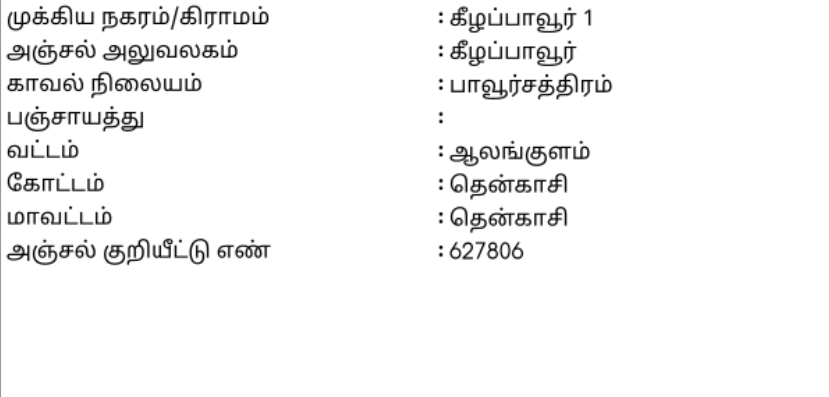 முக்கிய நகரம்/கிராமம் : கீழப்பாவூர் 1
அஞ்சல் அலுவலகம் : கீழப்பாவூர்
காவல் நிலையம் : பாவூர்சத்திரம்
பஞ்சாயத்து :
வட்டம் : ஆலங்குளம்
கோட்டம் : தென்காசி
மாவட்டம் : தென்காசி
அஞ்சல் குறியீட்டு எண் : 627806